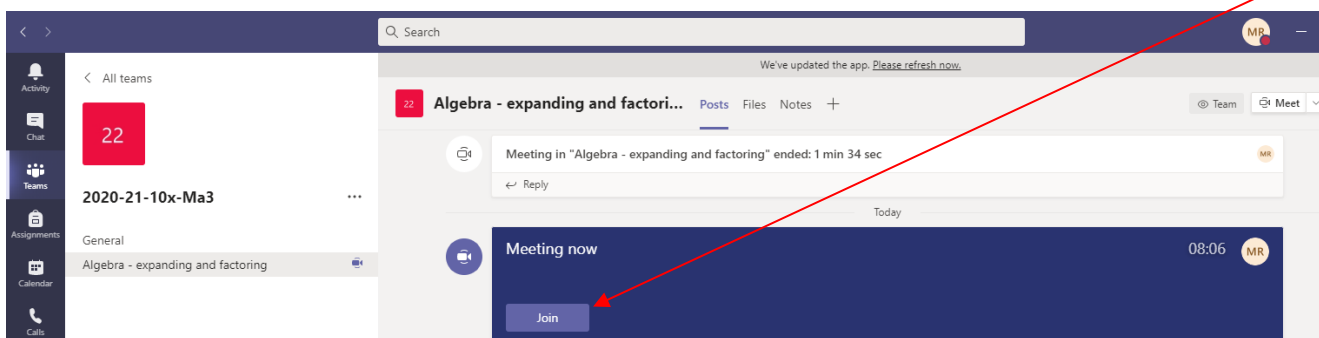 Search
MR
We've updated the app. Please refresh now.
Activity
Chat
Teams
Assignments
Calendar
Calls
All teams
22
2020-21-10x-Ma3
...
General
Algebra - expanding and factoring
22 Algebra - expanding and factori... Posts Files Notes + Team Meet
Meeting in "Algebra - expanding and factoring" ended: 1 min 34 sec MR
Reply
Today
Meeting now 08:06 MR
Join